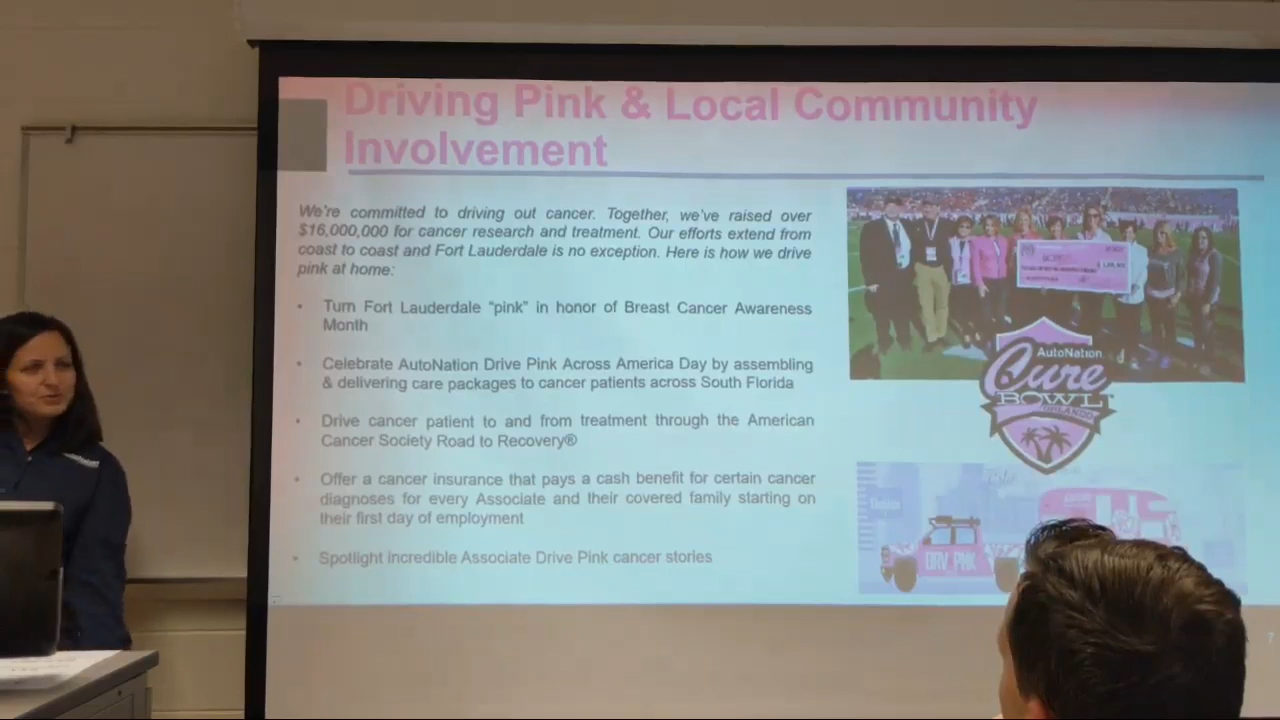 Driving Pink & Local Community
Involvement
We're committed to driving out cancer. Together, we've raised over
$16,000,000 for cancer research and treatment. Our efforts extend from
coast to coast and Fort Lauderdale is no exception. Here is how we drive
pink at home:
• Turn Fort Lauderdale “pink” in honor of Breast Cancer Awareness
Month
• Celebrate AutoNation Drive Pink Across America Day by assembling
& delivering care packages to cancer patients across South Florida
• Drive cancer patient to and from treatment through the American
Cancer Society Road to Recovery®
• Offer a cancer insurance that pays a cash benefit for certain cancer
diagnoses for every Associate and their covered family starting on
their first day of employment
• Spotlight incredible Associate Drive Pink cancer stories
AutoNation
Cure
BOWL
ORLANDO
DRV PNK